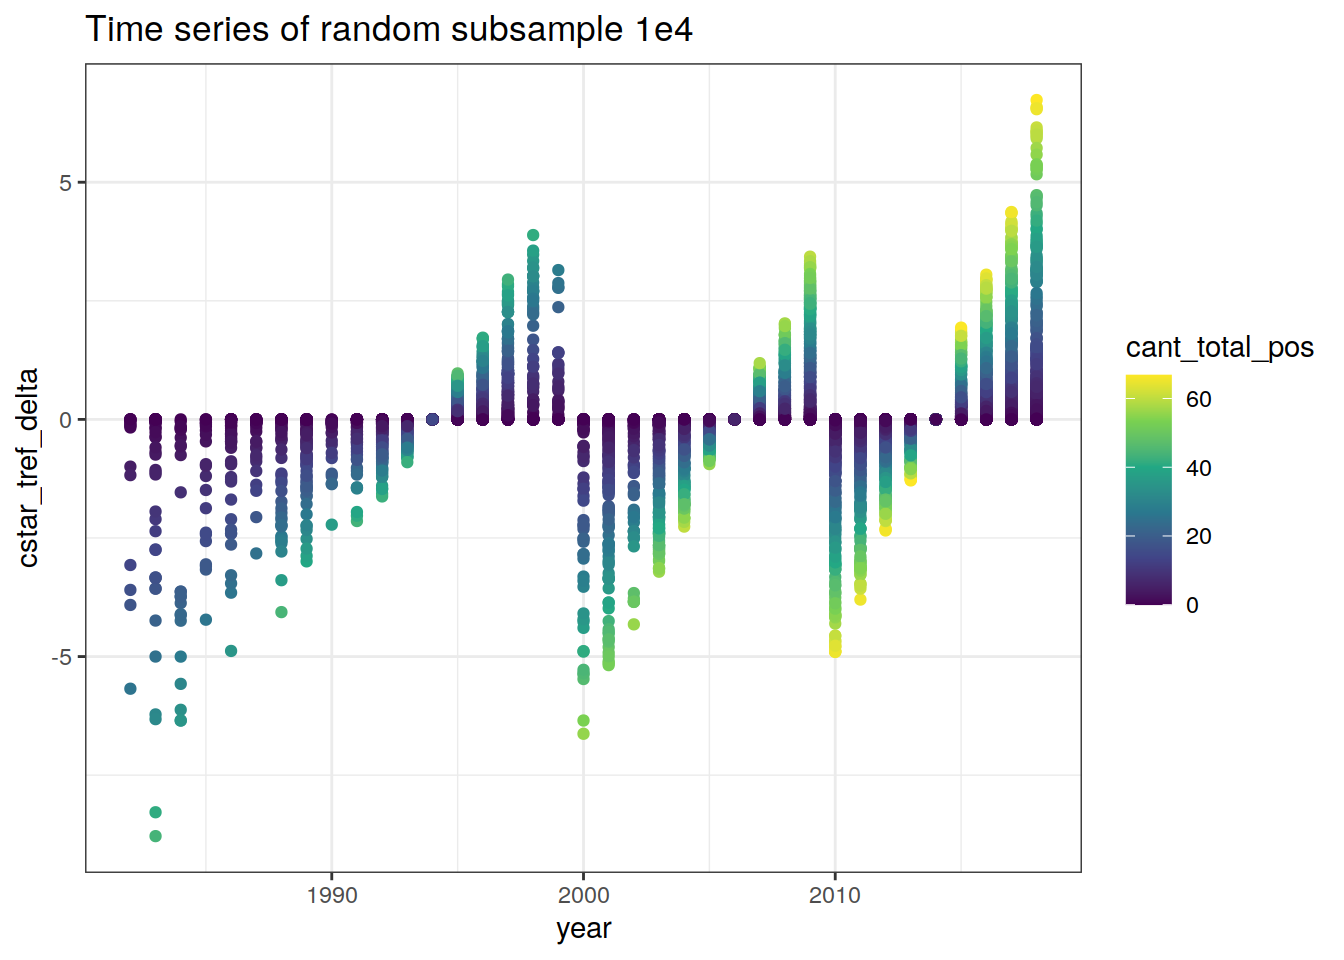 Time series of random subsample 1e4
5
0
-5
cstar_tref_delta
1990
2000
2010
year
cant_total_pos
60
40
20
0